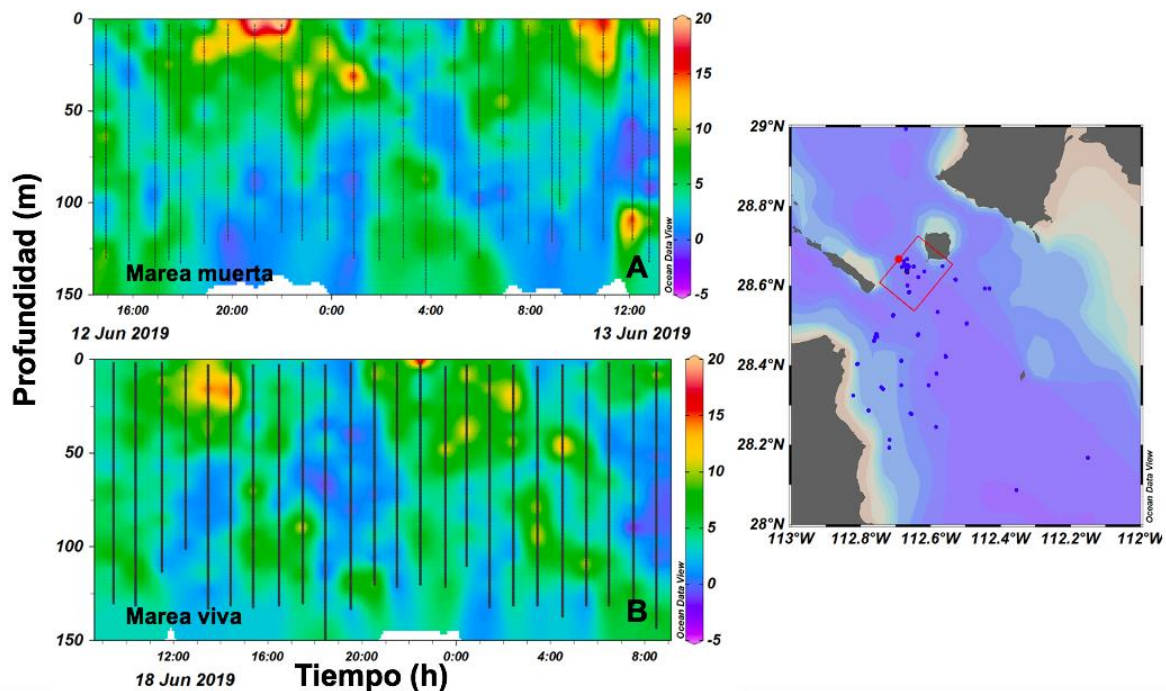 Profundidad (m)
0
50
100
150
Marea muerta
A
Ocean Data View
20
15
10
5
0
-5
16:00 20:00 0:00 4:00 8:00 12:00
12 Jun 2019 13 Jun 2019
0
50
100
150
Marea viva
B
Ocean Data View
20
15
10
5
0
-5
12:00 16:00 20:00 0:00 4:00 8:00
18 Jun 2019
Tiempo (h)
29°N
28.8°N
28.6°N
28.4°N
28.2°N
28°N
113°W 112.8°W 112.6°W 112.4°W 112.2°W 112°W
Ocean Data View